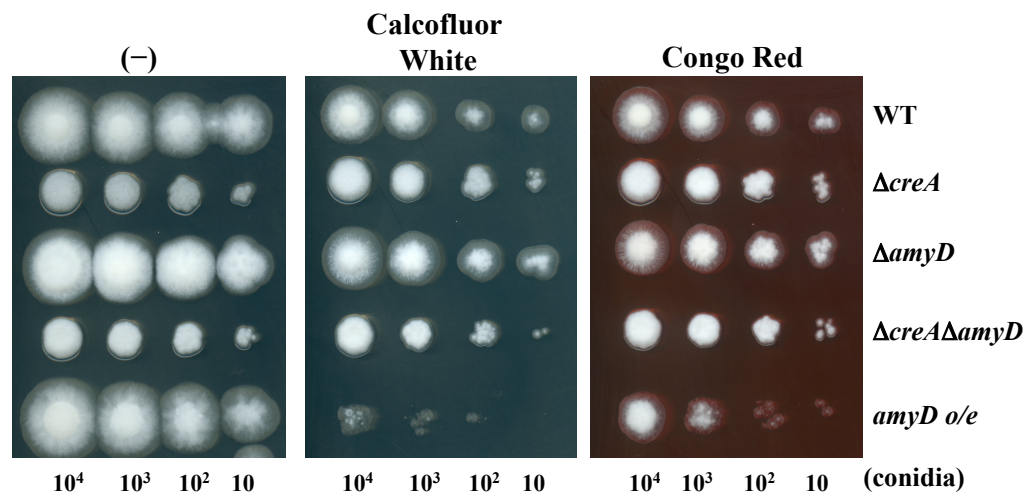 (−)
Calcofluor
White
Congo Red
WT
ΔcreA
ΔamyD
ΔcreAΔamyD
amyD o/e
10⁴ 10³ 10² 10 10⁴ 10³ 10² 10 10⁴ 10³ 10² 10 (conidia)